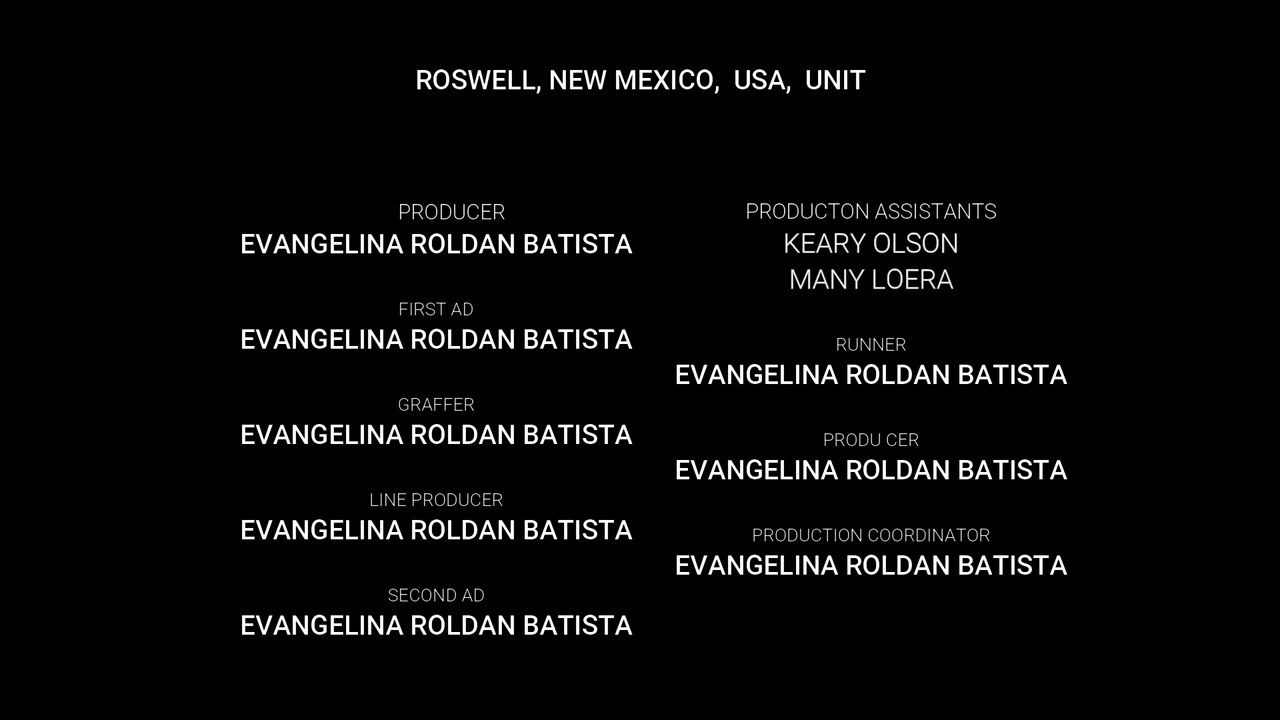 ROSWELL, NEW MEXICO, USA, UNIT
PRODUCER
EVANGELINA ROLDAN BATISTA
FIRST AD
EVANGELINA ROLDAN BATISTA
GRAFFER
EVANGELINA ROLDAN BATISTA
LINE PRODUCER
EVANGELINA ROLDAN BATISTA
SECOND AD
EVANGELINA ROLDAN BATISTA
PRODUCTON ASSISTANTS
KEARY OLSON
MANY LOERA
RUNNER
EVANGELINA ROLDAN BATISTA
PRODU CER
EVANGELINA ROLDAN BATISTA
PRODUCTION COORDINATOR
EVANGELINA ROLDAN BATISTA